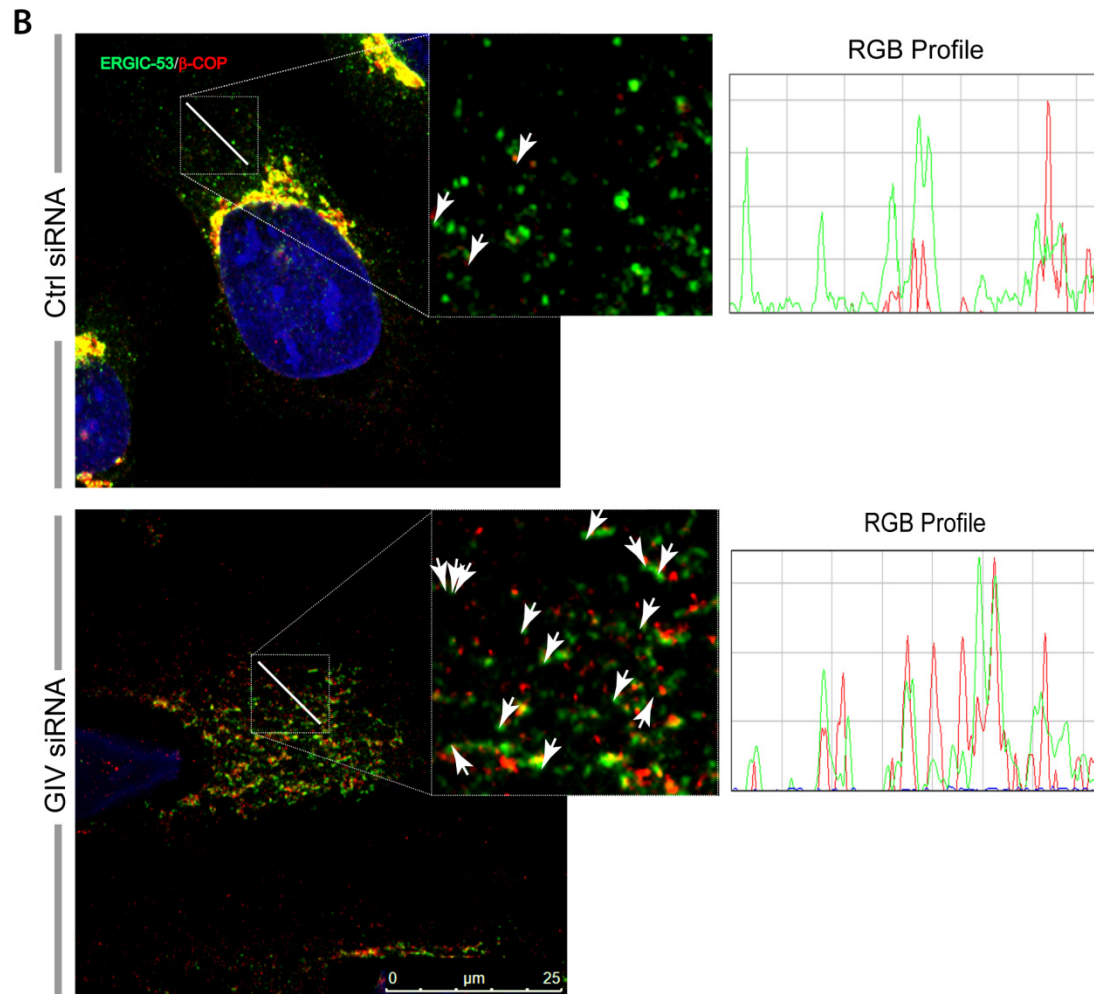 B
Ctrl siRNA
ERGIC-53/β-COP
RGB Profile
GIV siRNA
RGB Profile
0 µm 25